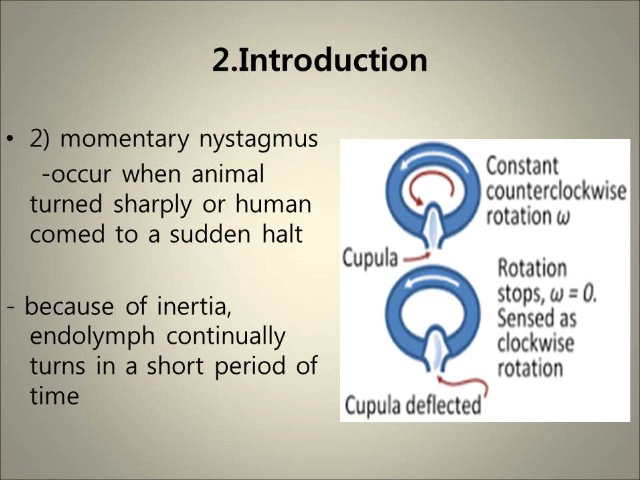 2.Introduction
• 2) momentary nystagmus
-occur when animal
turned sharply or human
comed to a sudden halt
- because of inertia,
endolymph continually
turns in a short period of
time
Constant
counterclockwise
rotation ω
Cupula
Rotation
stops, ω = 0.
Sensed as
clockwise
rotation
Cupula deflected